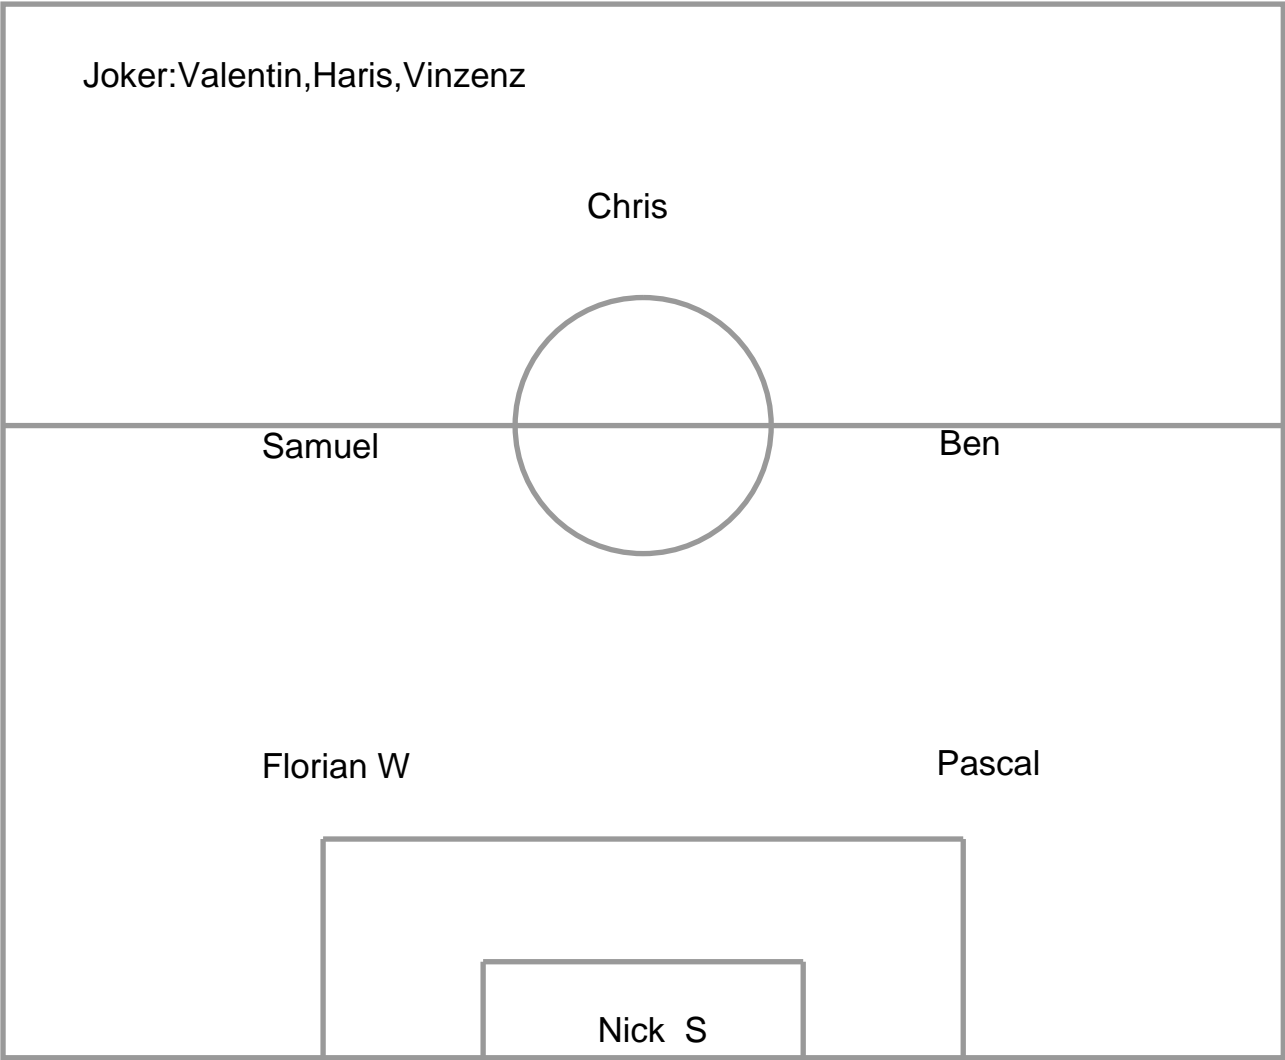 Joker:Valentin,Haris,Vinzenz
Chris
Samuel
Ben
Florian W
Pascal
Nick  S